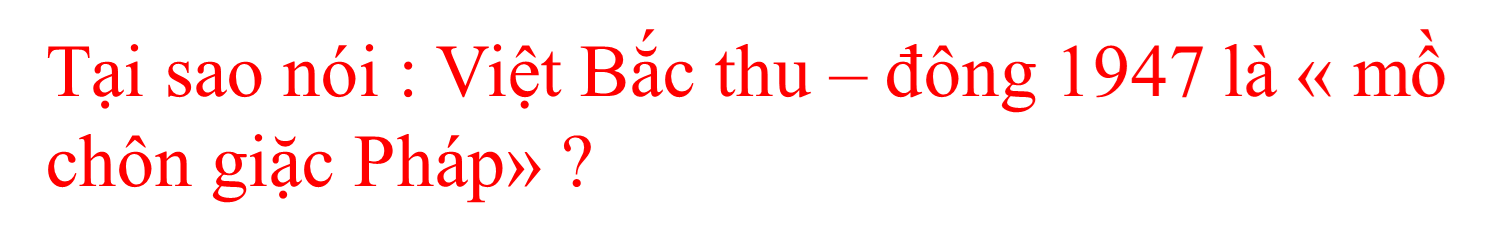 Tại sao nói : Việt Bắc thu – đông 1947 là « mồ
chôn giặc Pháp» ?